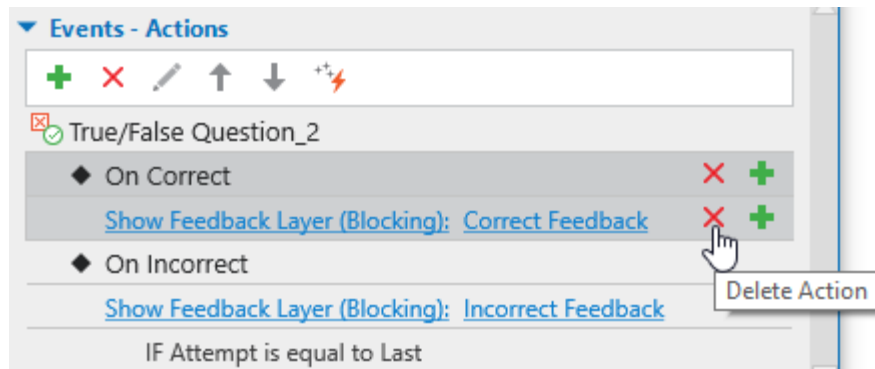 Events - Actions
True/False Question_2
On Correct
Show Feedback Layer (Blocking): Correct Feedback
On Incorrect
Delete Action
Show Feedback Layer (Blocking): Incorrect Feedback
IF Attempt is equal to Last